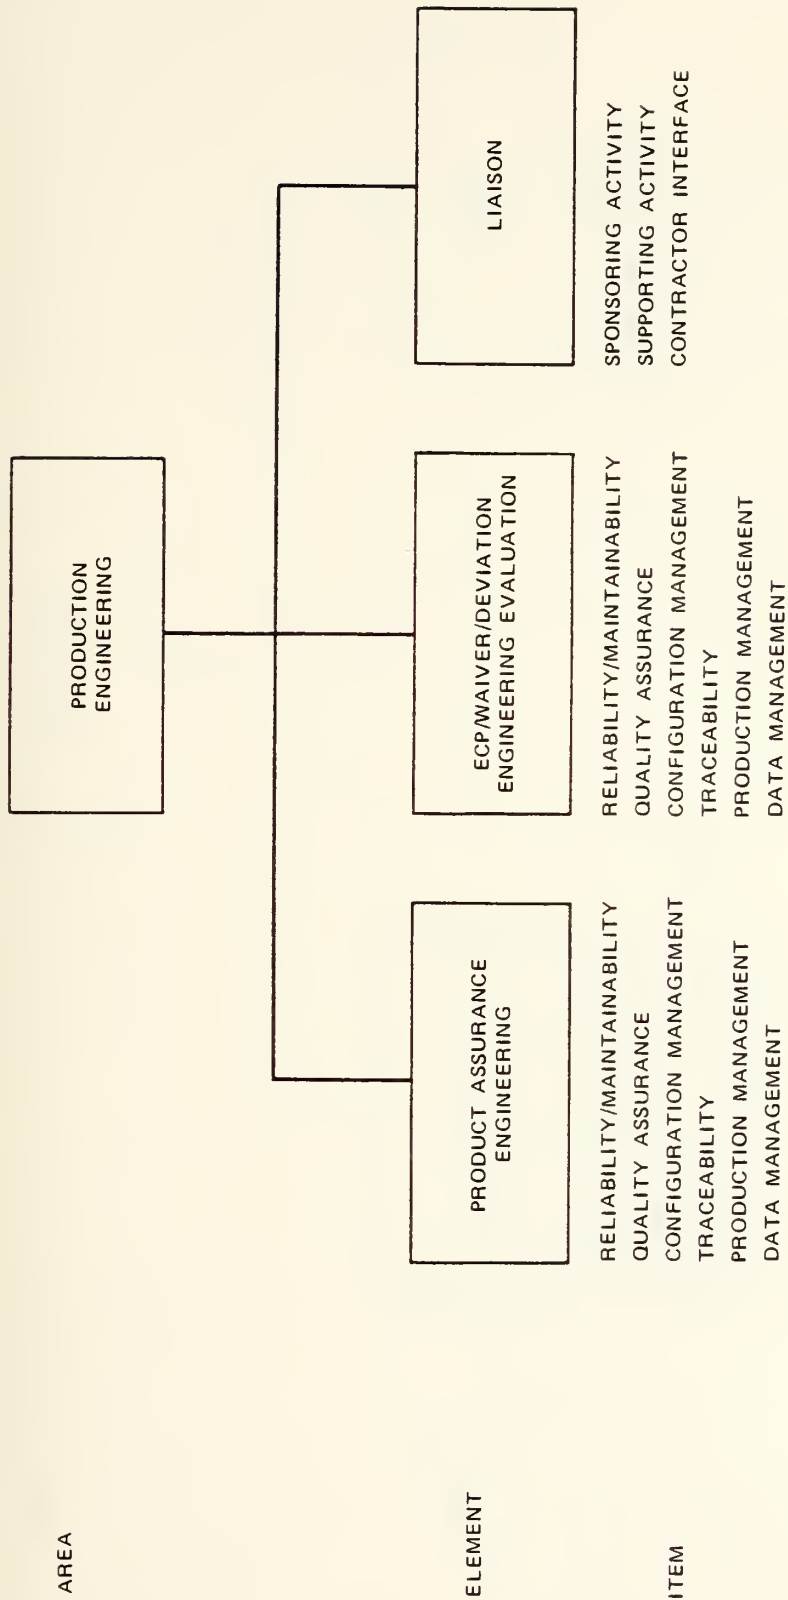 AREA
PRODUCTION
ENGINEERING
ELEMENT
PRODUCT ASSURANCE
ENGINEERING
ECP/WAIVER/DEVIATION
ENGINEERING EVALUATION
LIAISON
ITEM
RELIABILITY/MAINTAINABILITY
QUALITY ASSURANCE
CONFIGURATION MANAGEMENT
TRACEABILITY
PRODUCTION MANAGEMENT
DATA MANAGEMENT
RELIABILITY/MAINTAINABILITY
QUALITY ASSURANCE
CONFIGURATION MANAGEMENT
TRACEABILITY
PRODUCTION MANAGEMENT
DATA MANAGEMENT
SPONSORING ACTIVITY
SUPPORTING ACTIVITY
CONTRACTOR INTERFACE